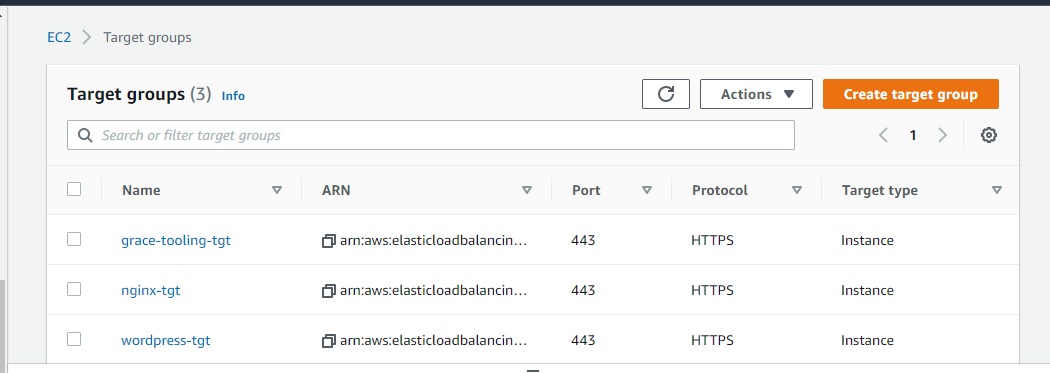 EC2 > Target groups
Target groups (3) Info
Actions
Create target group
Search or filter target groups
1
Name ARN Port Protocol Target type
grace-tooling-tgt arn:aws:elasticloadbalancin... 443 HTTPS Instance
nginx-tgt arn:aws:elasticloadbalancin... 443 HTTPS Instance
wordpress-tgt arn:aws:elasticloadbalancin... 443 HTTPS Instance